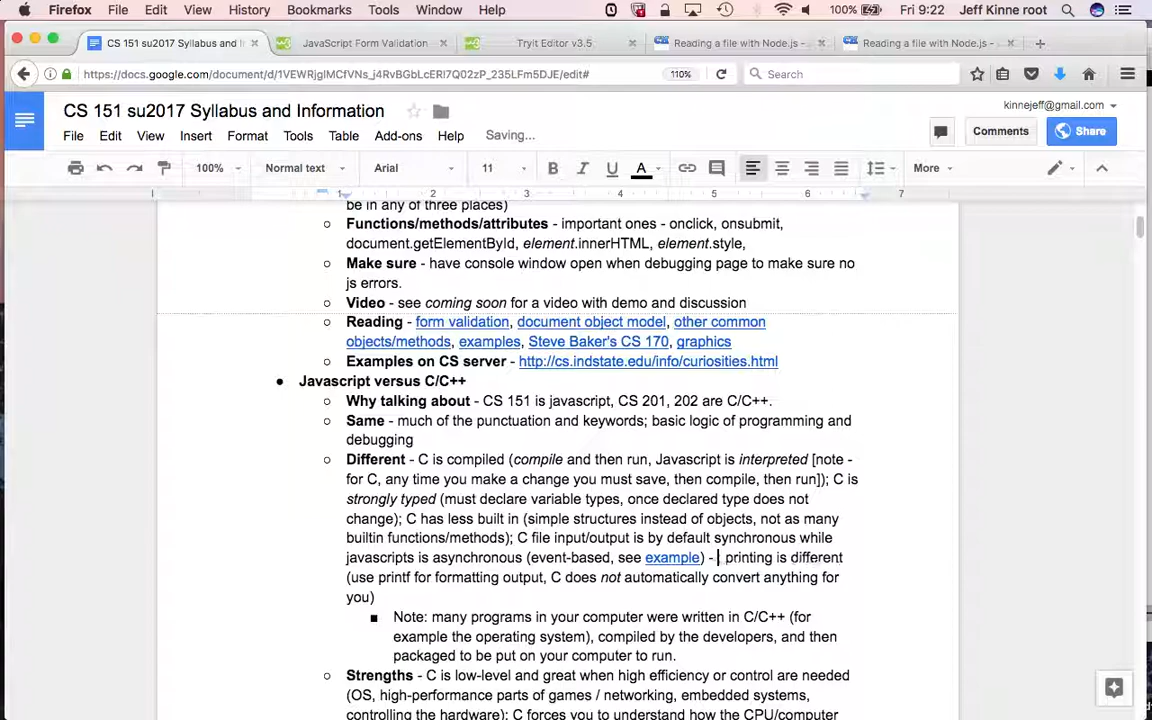 Firefox File Edit View History Bookmarks Tools Window Help 100% Fri 9:22 Jeff Kinne root
CS 151 su2017 Syllabus and I JavaScript Form Validation Tryit Editor v3.5 Reading a file with Node.js - Reading a file with Node.js -
https://docs.google.com/document/d/1VEWRjglMCfVNs_j4RvBGbLcERI7Q02zP_235LFm5DJE/edit# 110% Search
CS 151 su2017 Syllabus and Information kinnejeff@gmail.com
File Edit View Insert Format Tools Table Add-ons Help Saving... Comments Share
100% Normal text Arial 11 B I U A More
1 2 3 4 5 6 7
be in any of three places)
○ Functions/methods/attributes - important ones - onclick, onsubmit,
document.getElementById, element.innerHTML, element.style,
○ Make sure - have console window open when debugging page to make sure no
js errors.
○ Video - see coming soon for a video with demo and discussion
○ Reading - form validation, document object model, other common
objects/methods, examples, Steve Baker's CS 170, graphics
○ Examples on CS server - http://cs.indstate.edu/info/curiosities.html
● Javascript versus C/C++
○ Why talking about - CS 151 is javascript, CS 201, 202 are C/C++.
○ Same - much of the punctuation and keywords; basic logic of programming and
debugging
○ Different - C is compiled (compile and then run, Javascript is interpreted [note -
for C, any time you make a change you must save, then compile, then run]); C is
strongly typed (must declare variable types, once declared type does not
change); C has less built in (simple structures instead of objects, not as many
builtin functions/methods); C file input/output is by default synchronous while
javascripts is asynchronous (event-based, see example) - printing is different
(use printf for formatting output, C does not automatically convert anything for
you)
■ Note: many programs in your computer were written in C/C++ (for
example the operating system), compiled by the developers, and then
packaged to be put on your computer to run.
○ Strengths - C is low-level and great when high efficiency or control are needed
(OS, high-performance parts of games / networking, embedded systems,
controlling the hardware); C forces you to understand how the CPU/computer